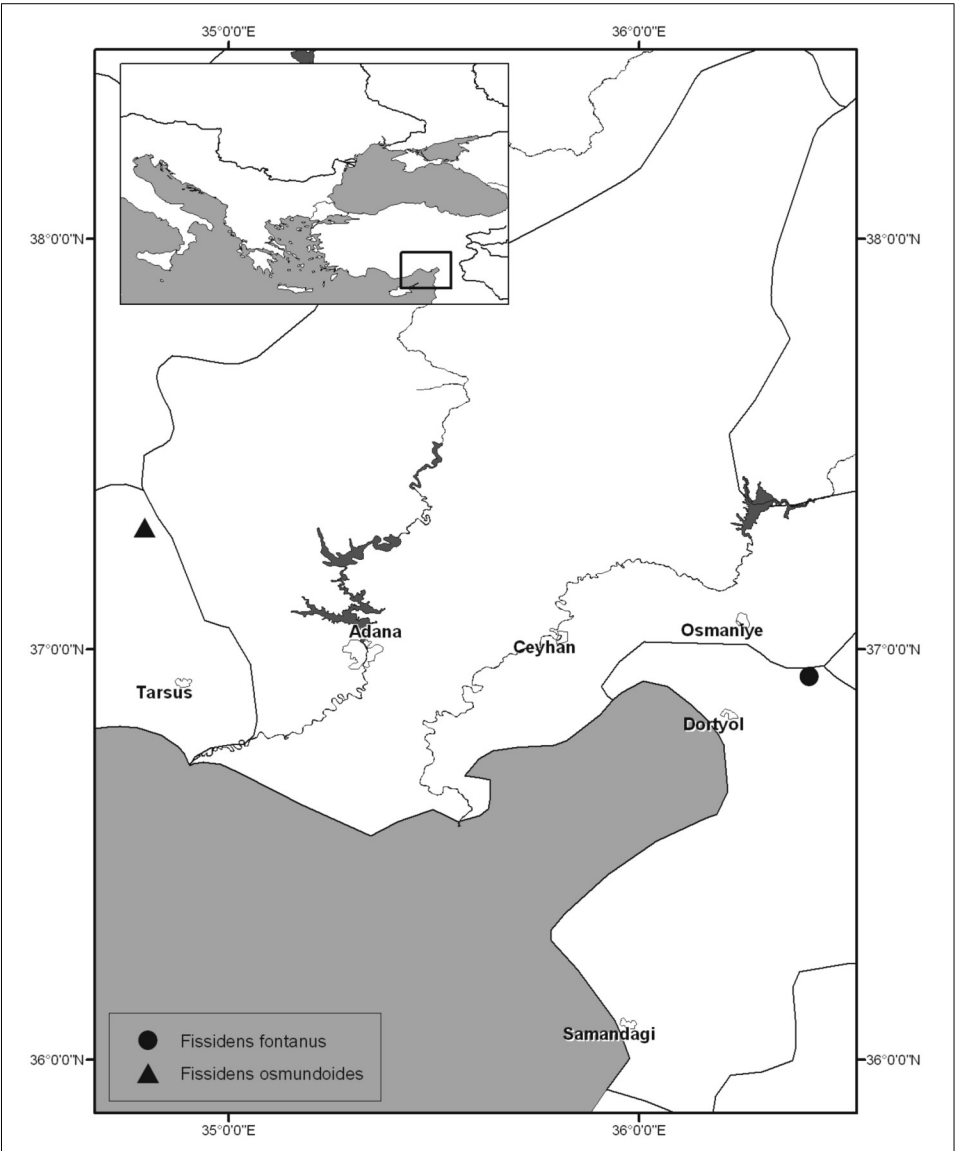 35°0'0"E 36°0'0"E
38°0'0"N 38°0'0"N
Adana
Ceyhan
Osmaniye
37°0'0"N 37°0'0"N
Tarsus
Dortyol
Samandagi
Fissidens fontanus
36°0'0"N 36°0'0"N
Fissidens osmundoides
35°0'0"E 36°0'0"E